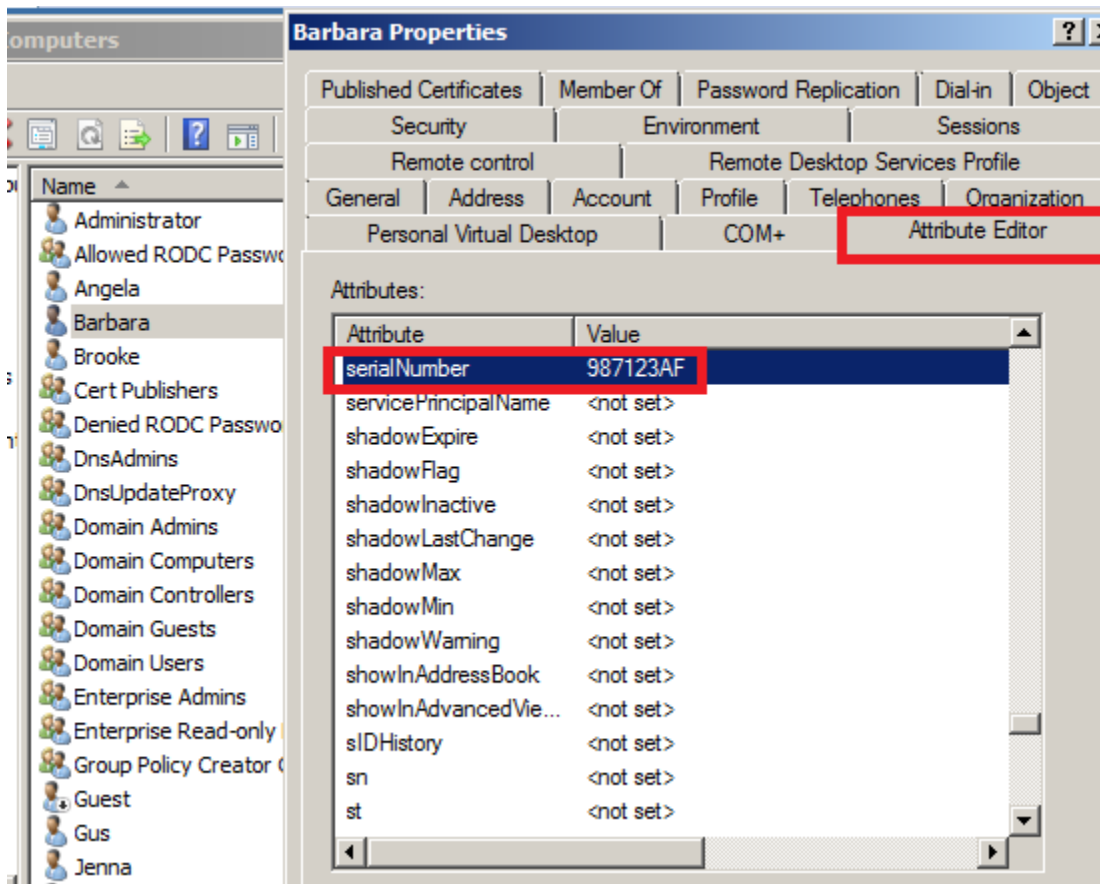 omputers
Name
Administrator
Allowed RODC Passwo
Angela
Barbara
Brooke
Cert Publishers
Denied RODC Passwo
DnsAdmins
DnsUpdateProxy
Domain Admins
Domain Computers
Domain Controllers
Domain Guests
Domain Users
Enterprise Admins
Enterprise Read-only
Group Policy Creator
Guest
Gus
Jenna
Barbara Properties
Published Certificates Member Of Password Replication Dial-in Object
Security Environment Sessions
Remote control Remote Desktop Services Profile
General Address Account Profile Telephones Organization
Personal Virtual Desktop COM+ Attribute Editor
Attributes:
Attribute Value
serialNumber 987123AF
servicePrincipalName <not set>
shadowExpire <not set>
shadowFlag <not set>
shadowInactive <not set>
shadowLastChange <not set>
shadowMax <not set>
shadowMin <not set>
shadowWarning <not set>
showInAddressBook <not set>
showInAdvancedVie... <not set>
sIDHistory <not set>
sn <not set>
st <not set>